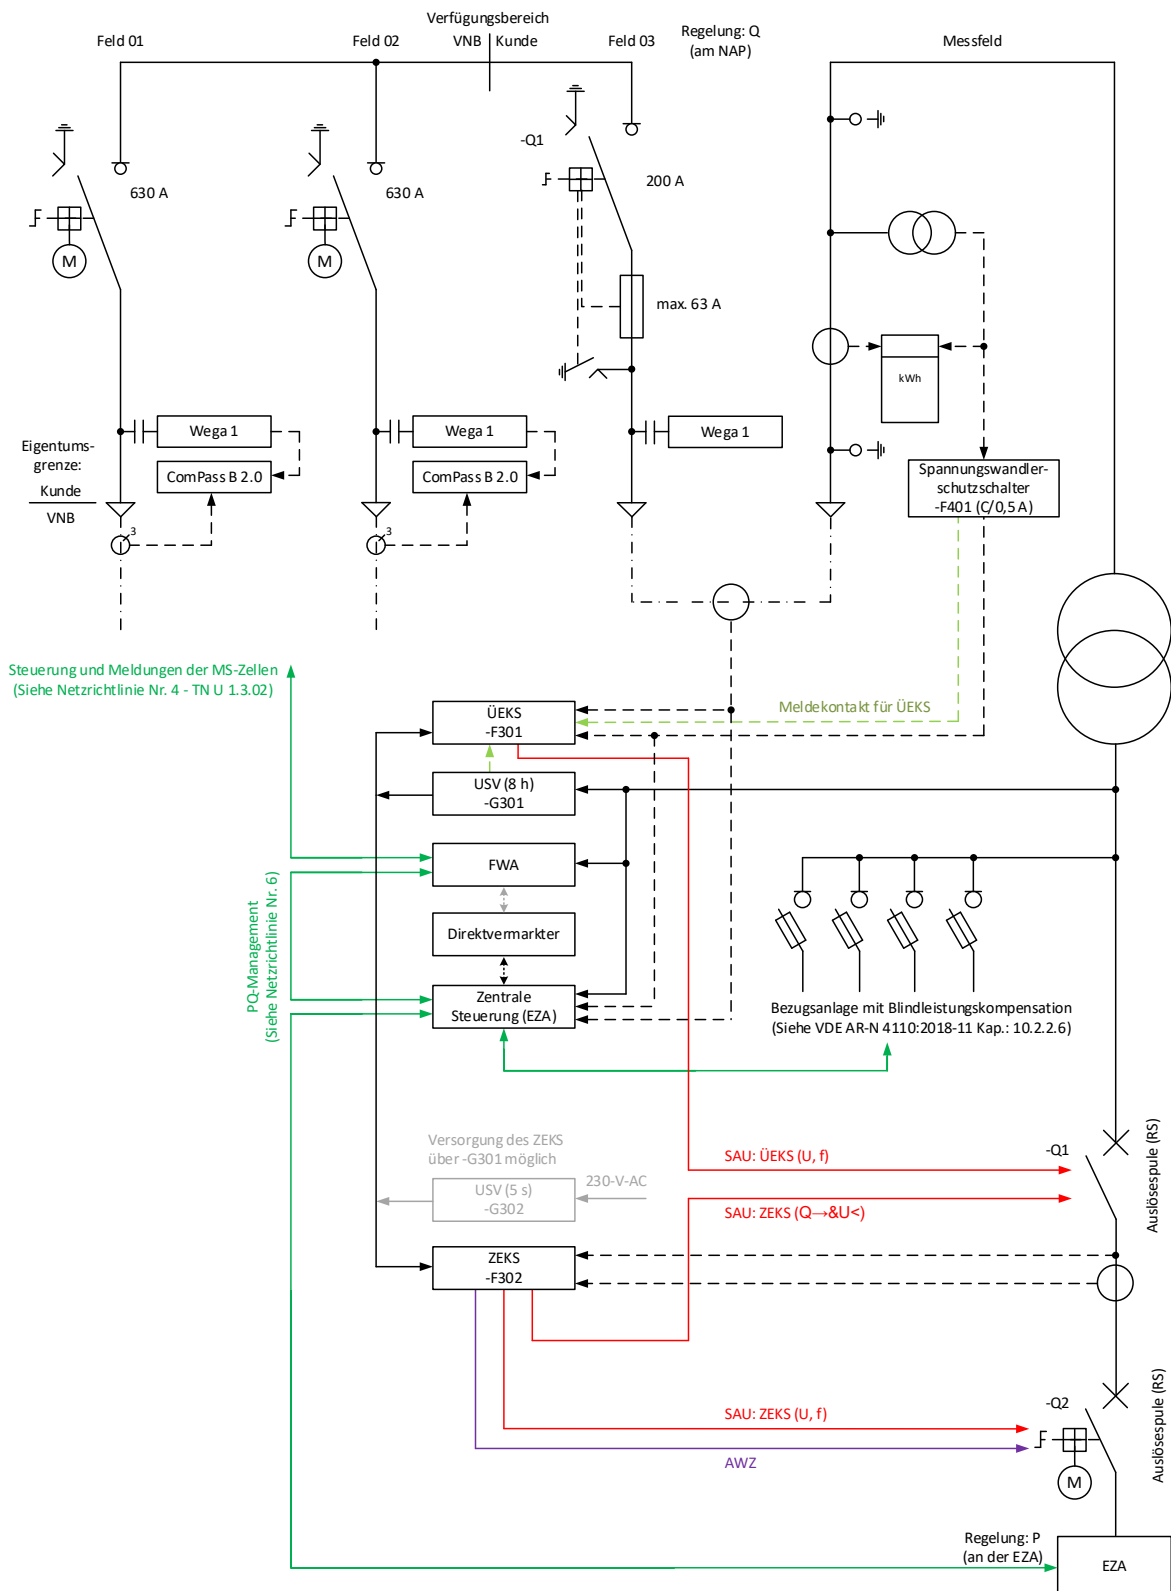 Verfügungsbereich
Feld 01
Feld 02
VNB
Kunde
Feld 03
Regelung: Q
(am NAP)
Messfeld
-Q1
630 A
630 A
200 A
M
M
max. 63 A
kWh
Wega 1
Wega 1
Wega 1
Eigentums-
grenze:
Kunde
VNB
ComPass B 2.0
ComPass B 2.0
Spannungswandler-
schutzschalter
-F401 (C/0,5 A)
3
3
Steuerung und Meldungen der MS-Zellen
(Siehe Netzrichtlinie Nr. 4 - TN U 1.3.02)
ÜEKS
-F301
Meldekontakt für ÜEKS
USV (8 h)
-G301
FWA
PQ-Management
(Siehe Netzrichtlinie Nr. 6)
Direktvermarkter
Zentrale
Steuerung (EZA)
Bezugsanlage mit Blindleistungskompensation
(Siehe VDE AR-N 4110:2018-11 Kap.: 10.2.2.6)
Versorgung des ZEKS
über -G301 möglich
SAU: ÜEKS (U, f)
-Q1
Auslösespule (RS)
USV (5 s)
-G302
230-V-AC
SAU: ZEKS (Q→&U<)
ZEKS
-F302
SAU: ZEKS (U, f)
-Q2
Auslösespule (RS)
AWZ
M
Regelung: P
(an der EZA)
EZA